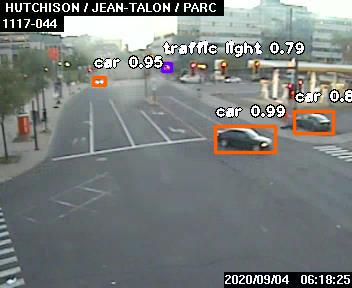 HUTCHISON / JEAN-TALON / PARC
1117-044
traffic light 0.79
car 0.95
car 0.8
car 0.99
2020/09/04 06:18:25